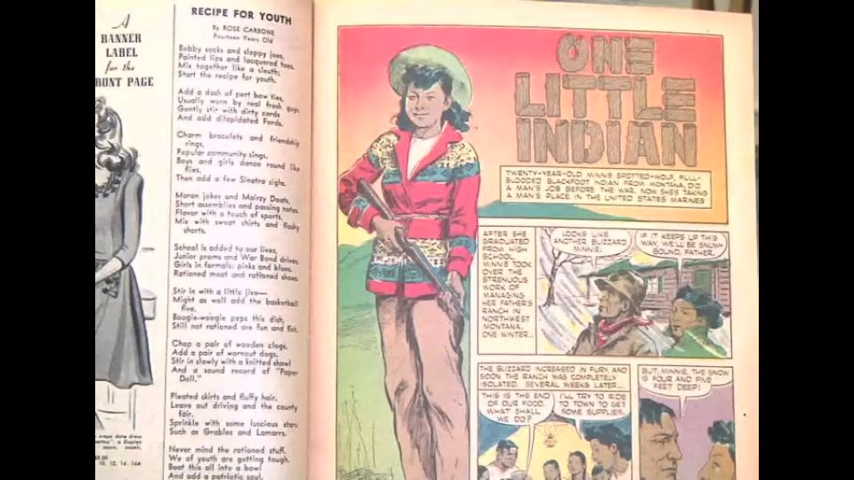 A
BANNER
LABEL
for the
FRONT PAGE
RECIPE FOR YOUTH
By ROSE CARBONE
Fourteen Years Old
Bobby socks and sloppy joes,
Painted lips and lacquered toes,
Mix together like a sleuth;
Start the recipe for youth.
Add a dash of pert bow ties,
Usually worn by real fresh guys.
Gently stir with dirty cords
And add dilapidated Fords.
Charm bracelets and friendship
rings,
Popular community sings,
Boys and girls dance round like
flies,
Then add a few Sinatra sighs.
Moron jokes and Mairzy Doats,
Short assemblies and passing notes,
Flavor with a touch of sports,
Mix with sweat shirts and flashy
shorts.
School is added to our lives,
Junior proms and War Bond drives,
Girls in formals: pinks and blues,
Rationed meat and rationed shoes.
Stir in with a little jive—
Might as well add the basketball
five.
Boogie-woogie peps this dish,
Still not rationed are fun and fist.
Chop a pair of wooden clogs,
Add a pair of wornout dogs.
Stir in slowly with a knitted shawl
And a sound record of "Paper
Doll."
Pleated skirts and fluffy hair,
Leave out driving and the county
fair,
Sprinkle with some luscious stars
Such as Grables and Lamarrs.
Never mind the rationed stuff,
We of youth are getting tough.
Beat this all into a bowl
And add a patriotic soul.
ONE
LITTLE
INDIAN
TWENTY-YEAR-OLD MINNIE SPOTTED-WOLF, FULL-
BLOODED BLACKFOOT INDIAN FROM MONTANA, DID
A MAN'S JOB BEFORE THE WAR. NOW SHE'S TAKING
A MAN'S PLACE IN THE UNITED STATES MARINES
AFTER SHE
GRADUATED
FROM HIGH
SCHOOL,
MINNIE TOOK
OVER THE
STRENUOUS
WORK OF
MANAGING
HER FATHER'S
RANCH IN
NORTHWEST
MONTANA.
ONE WINTER...
LOOKS LIKE
ANOTHER BLIZZARD
MINNIE.
IF IT KEEPS UP THIS
WAY, WE'LL BE SNOW-
BOUND, FATHER.
THE BLIZZARD INCREASED IN FURY, AND
SOON THE RANCH WAS COMPLETELY
ISOLATED. SEVERAL WEEKS LATER...
THIS IS THE END
OF OUR FOOD.
WHAT SHALL
WE DO?
I'LL TRY TO RIDE
TO TOWN TO GET
SOME SUPPLIES.
BUT, MINNIE, THE SNOW
IS FOUR AND FIVE
FEET DEEP!